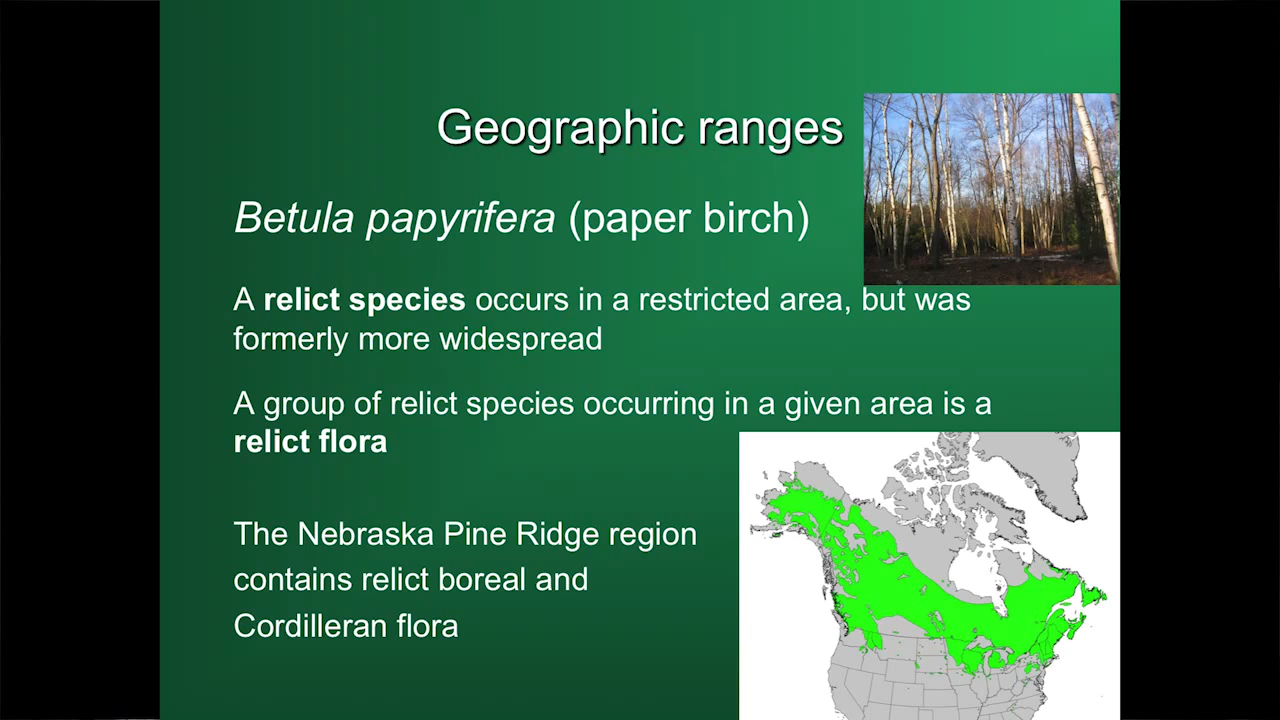 Geographic ranges
Betula papyrifera (paper birch)
A relict species occurs in a restricted area, but was
formerly more widespread
A group of relict species occurring in a given area is a
relict flora
The Nebraska Pine Ridge region
contains relict boreal and
Cordilleran flora